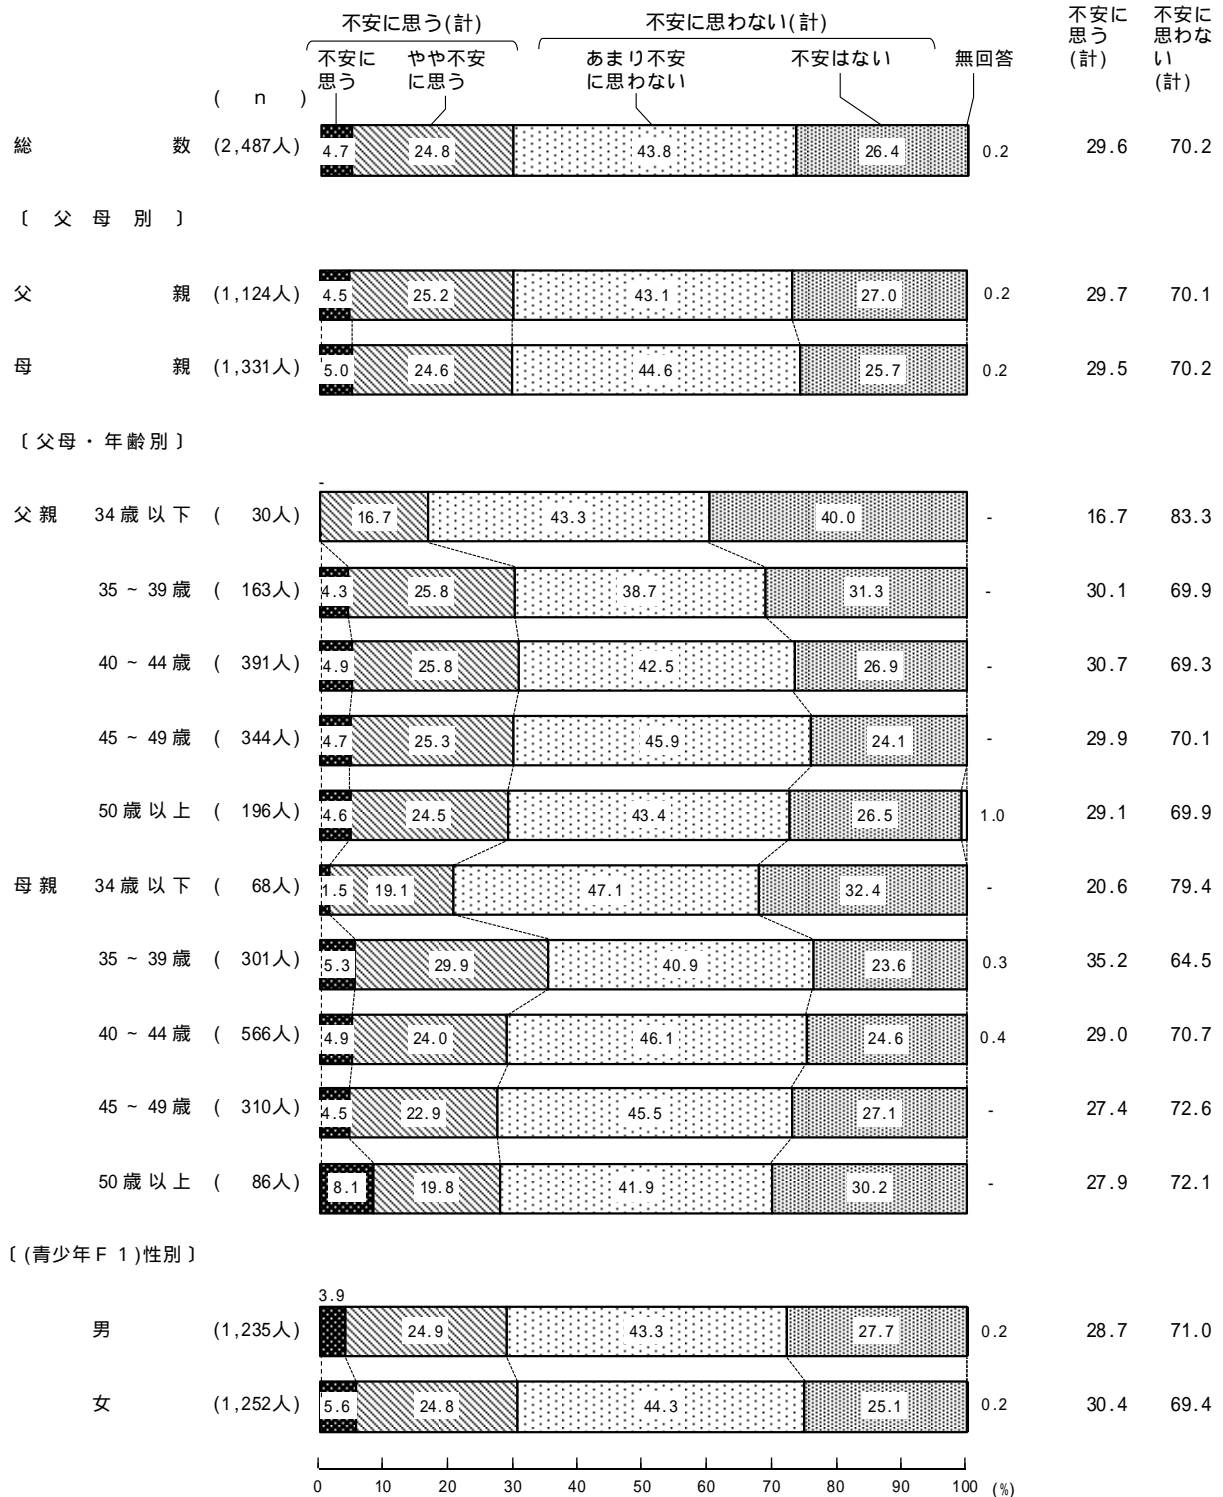 不安に思う(計) 不安に思わない(計) 不安に思う(計) 不安に思わない(計)
不安に思う やや不安に思う あまり不安に思わない 不安はない 無回答
( n )
総数 (2,487人) 4.7 24.8 43.8 26.4 0.2 29.6 70.2
〔 父 母 別 〕
父親 (1,124人) 4.5 25.2 43.1 27.0 0.2 29.7 70.1
母親 (1,331人) 5.0 24.6 44.6 25.7 0.2 29.5 70.2
〔父母・年齢別〕
父親 34歳以下 ( 30人) - 16.7 43.3 40.0 - 16.7 83.3
35~39歳 ( 163人) 4.3 25.8 38.7 31.3 - 30.1 69.9
40~44歳 ( 391人) 4.9 25.8 42.5 26.9 - 30.7 69.3
45~49歳 ( 344人) 4.7 25.3 45.9 24.1 - 29.9 70.1
50歳以上 ( 196人) 4.6 24.5 43.4 26.5 1.0 29.1 69.9
母親 34歳以下 ( 68人) 1.5 19.1 47.1 32.4 - 20.6 79.4
35~39歳 ( 301人) 5.3 29.9 40.9 23.6 0.3 35.2 64.5
40~44歳 ( 566人) 4.9 24.0 46.1 24.6 0.4 29.0 70.7
45~49歳 ( 310人) 4.5 22.9 45.5 27.1 - 27.4 72.6
50歳以上 ( 86人) 8.1 19.8 41.9 30.2 - 27.9 72.1
〔(青少年F1)性別〕
男 (1,235人) 3.9 24.9 43.3 27.7 0.2 28.7 71.0
女 (1,252人) 5.6 24.8 44.3 25.1 0.2 30.4 69.4
0 10 20 30 40 50 60 70 80 90 100 (%)